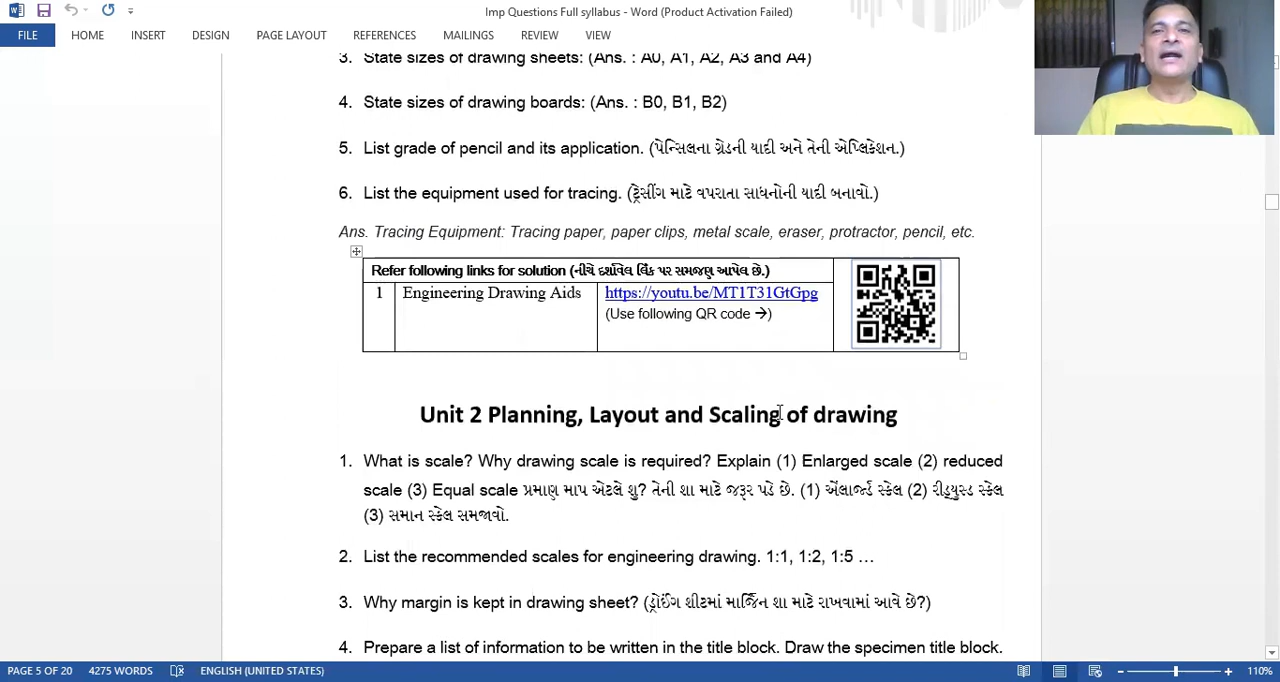 Imp Questions Full syllabus - Word (Product Activation Failed)
FILE HOME INSERT DESIGN PAGE LAYOUT REFERENCES MAILINGS REVIEW VIEW
3. State sizes of drawing sheets: (Ans. : A0, A1, A2, A3 and A4)
4. State sizes of drawing boards: (Ans. : B0, B1, B2)
5. List grade of pencil and its application. (પેન્સિલના ગ્રેડની યાદી અને તેની એપ્લિકેશન.)
6. List the equipment used for tracing. (ટ્રેસીંગ માટે વપરાતા સાધનોની યાદી બનાવો.)
Ans. Tracing Equipment: Tracing paper, paper clips, metal scale, eraser, protractor, pencil, etc.
Refer following links for solution (નીચે દર્શાવેલ લિંક પર સમજણ આપેલ છે.)
1 Engineering Drawing Aids https://youtu.be/MT1T31GtGpg
(Use following QR code →)
Unit 2 Planning, Layout and Scaling of drawing
1. What is scale? Why drawing scale is required? Explain (1) Enlarged scale (2) reduced
scale (3) Equal scale પ્રમાણ માપ એટલે શુ? તેની શા માટે જરૂર પડે છે. (1) એંલાર્જ્ડ સ્કેલ (2) રીડ્યુસ્ડ સ્કેલ
(3) સમાન સ્કેલ સમજાવો.
2. List the recommended scales for engineering drawing. 1:1, 1:2, 1:5 …
3. Why margin is kept in drawing sheet? (ડ્રોઈંગ શીટમાં માર્જિન શા માટે રાખવામાં આવે છે?)
4. Prepare a list of information to be written in the title block. Draw the specimen title block.
PAGE 5 OF 20 4275 WORDS ENGLISH (UNITED STATES) 110%